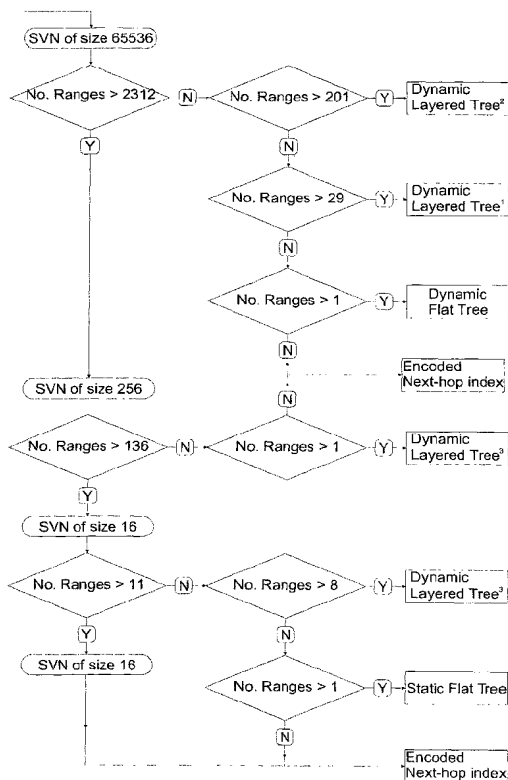 SVN of size 65536
No. Ranges > 2312
N
No. Ranges > 201
Y
Dynamic
Layered Tree²
Y
N
No. Ranges > 29
Y
Dynamic
Layered Tree¹
N
No. Ranges > 1
Y
Dynamic
Flat Tree
N
Encoded
Next-hop index
SVN of size 256
N
No. Ranges > 136
N
No. Ranges > 1
Y
Dynamic
Layered Tree³
Y
SVN of size 16
No. Ranges > 11
N
No. Ranges > 8
Y
Dynamic
Layered Tree³
Y
N
SVN of size 16
No. Ranges > 1
Y
Static Flat Tree
N
Encoded
Next-hop index